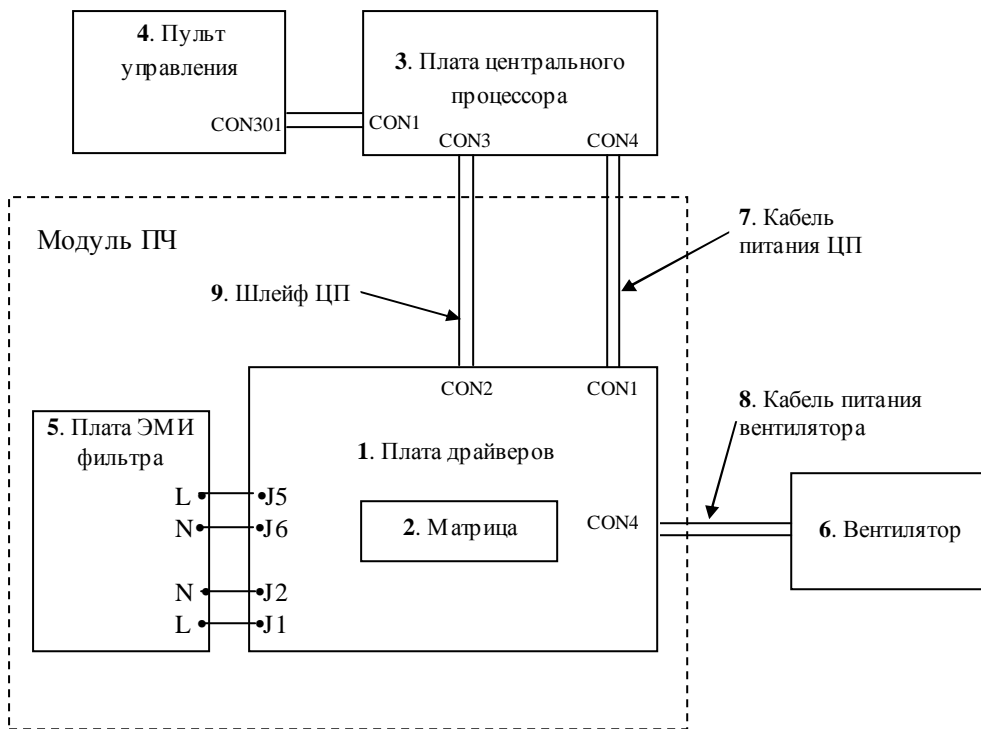 4. Пульт
управления
CON301
3. Плата центрального
процессора
CON1
CON3
CON4
Модуль ПЧ
7. Кабель
питания ЦП
9. Шлейф ЦП
CON2
CON1
8. Кабель питания
вентилятора
5. Плата ЭМИ
фильтра
1. Плата драйверов
L
J5
N
J6
2. Матрица
CON4
6. Вентилятор
N
J2
L
J1